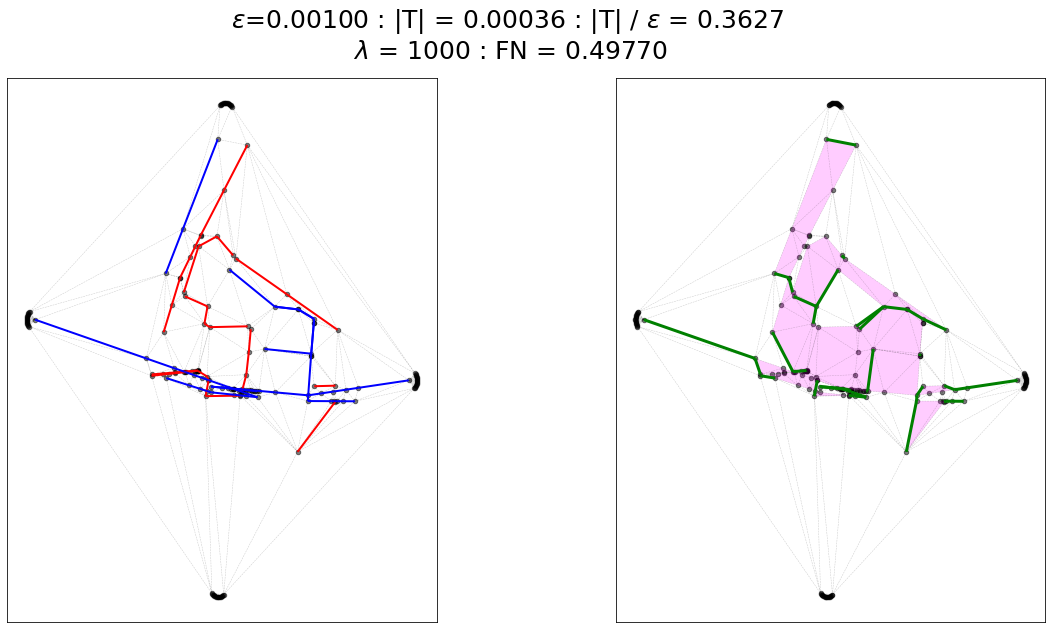 ε=0.00100 : |T| = 0.00036 : |T| / ε = 0.3627
λ = 1000 : FN = 0.49770